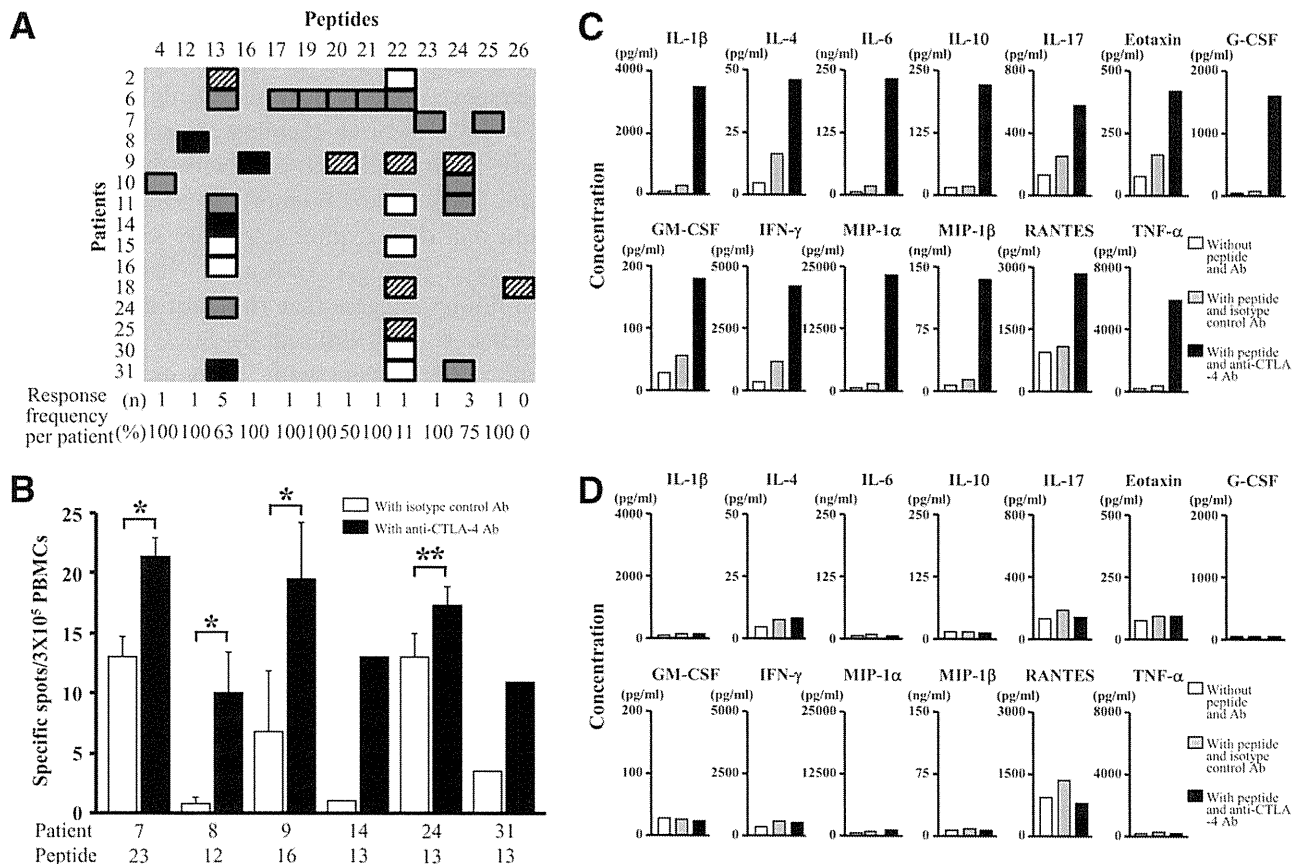 A
Peptides
4 12 13 16 17 19 20 21 22 23 24 25 26
Patients
2
6
7
8
9
10
11
14
15
16
18
24
25
30
31
Response frequency per patient
(n) 1 1 5 1 1 1 1 1 1 1 3 1 0
(%) 100 100 63 100 100 100 50 100 11 100 75 100 0
B
Specific spots/3X10⁵ PBMCs
25
20
15
10
5
0
With isotype control Ab
With anti-CTLA-4 Ab
*
*
*
**
Patient 7 8 9 14 24 31
Peptide 23 12 16 13 13 13
C
Concentration
IL-1β
(pg/ml)
4000
2000
0
IL-4
(pg/ml)
50
25
0
IL-6
(ng/ml)
250
125
0
IL-10
(pg/ml)
250
125
0
IL-17
(pg/ml)
800
400
0
Eotaxin
(pg/ml)
500
250
0
G-CSF
(pg/ml)
2000
1000
0
GM-CSF
(pg/ml)
200
100
0
IFN-γ
(pg/ml)
5000
2500
0
MIP-1α
(pg/ml)
25000
12500
0
MIP-1β
(ng/ml)
150
75
0
RANTES
(pg/ml)
3000
1500
0
TNF-α
(pg/ml)
8000
4000
0
Without
peptide
and Ab
With peptide
and isotype
control Ab
With peptide
and anti-CTLA
-4 Ab
D
Concentration
IL-1β
(pg/ml)
4000
2000
0
IL-4
(pg/ml)
50
25
0
IL-6
(ng/ml)
250
125
0
IL-10
(pg/ml)
250
125
0
IL-17
(pg/ml)
800
400
0
Eotaxin
(pg/ml)
500
250
0
G-CSF
(pg/ml)
2000
1000
0
GM-CSF
(pg/ml)
200
100
0
IFN-γ
(pg/ml)
5000
2500
0
MIP-1α
(pg/ml)
25000
12500
0
MIP-1β
(ng/ml)
150
75
0
RANTES
(pg/ml)
3000
1500
0
TNF-α
(pg/ml)
8000
4000
0
Without
peptide
and Ab
With peptide
and isotype
control Ab
With peptide
and anti-CTLA
-4 Ab